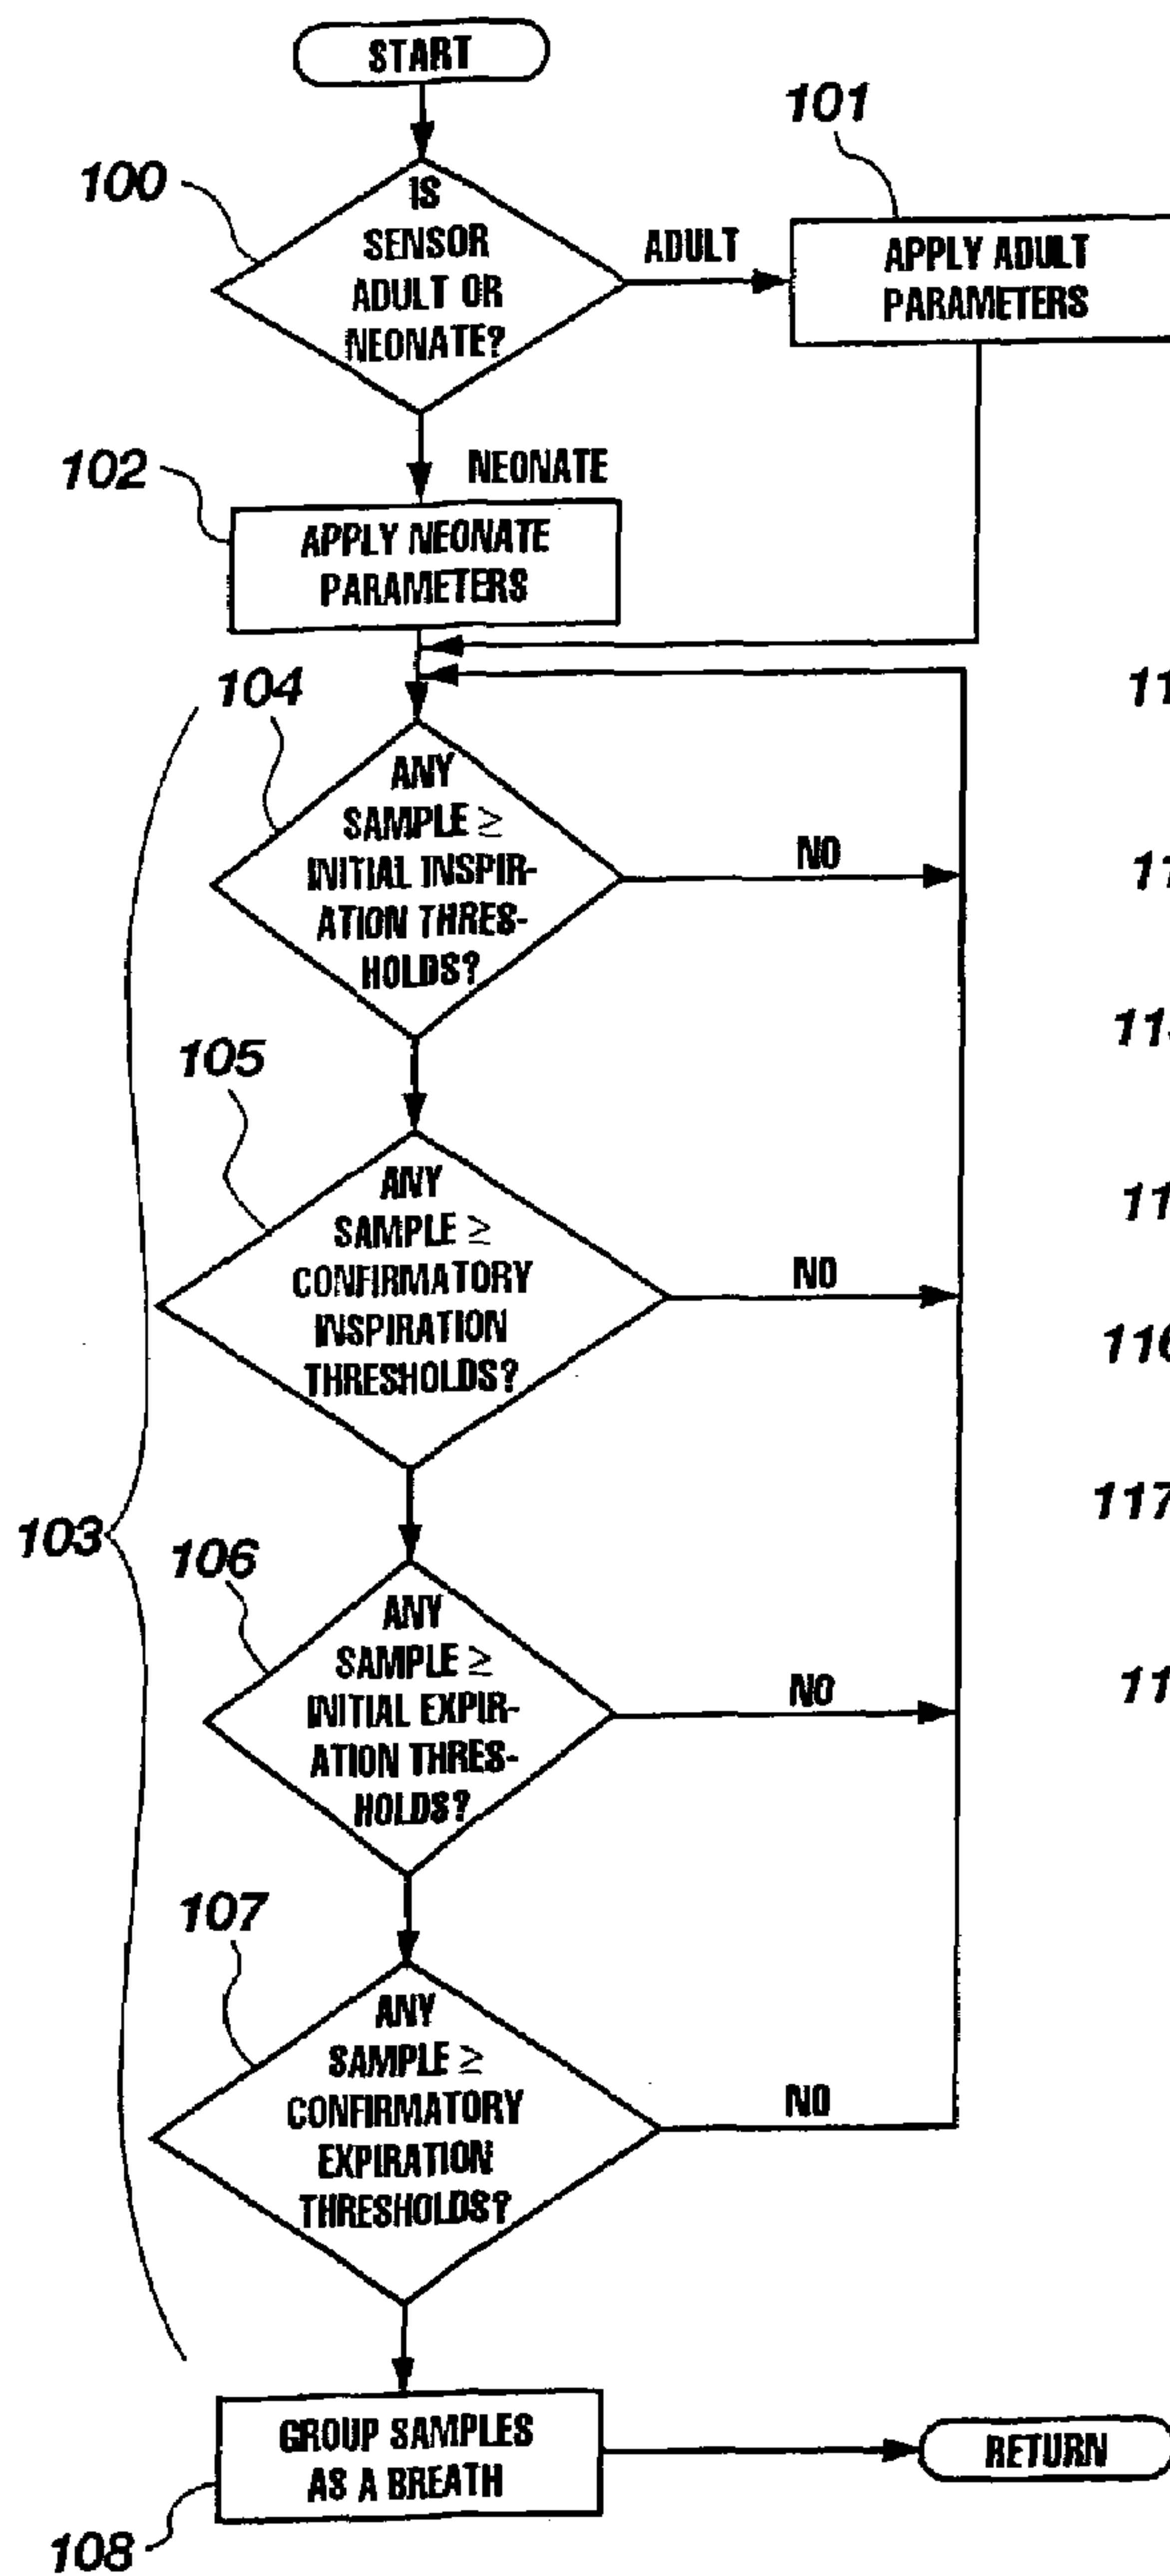 START
101
100
IS
SENSOR
ADULT OR
NEONATE?
ADULT
APPLY ADULT
PARAMETERS
102
NEONATE
APPLY NEONATE
PARAMETERS
104
ANY
SAMPLE ≥
INITIAL INSPIR-
ATION THRES-
HOLDS?
NO
105
ANY
SAMPLE ≥
CONFIRMATORY
INSPIRATION
THRESHOLDS?
NO
103
106
ANY
SAMPLE ≥
INITIAL EXPIR-
ATION THRES-
HOLDS?
NO
117
107
ANY
SAMPLE ≥
CONFIRMATORY
EXPIRATION
THRESHOLDS?
NO
GROUP SAMPLES
AS A BREATH
RETURN
108
116